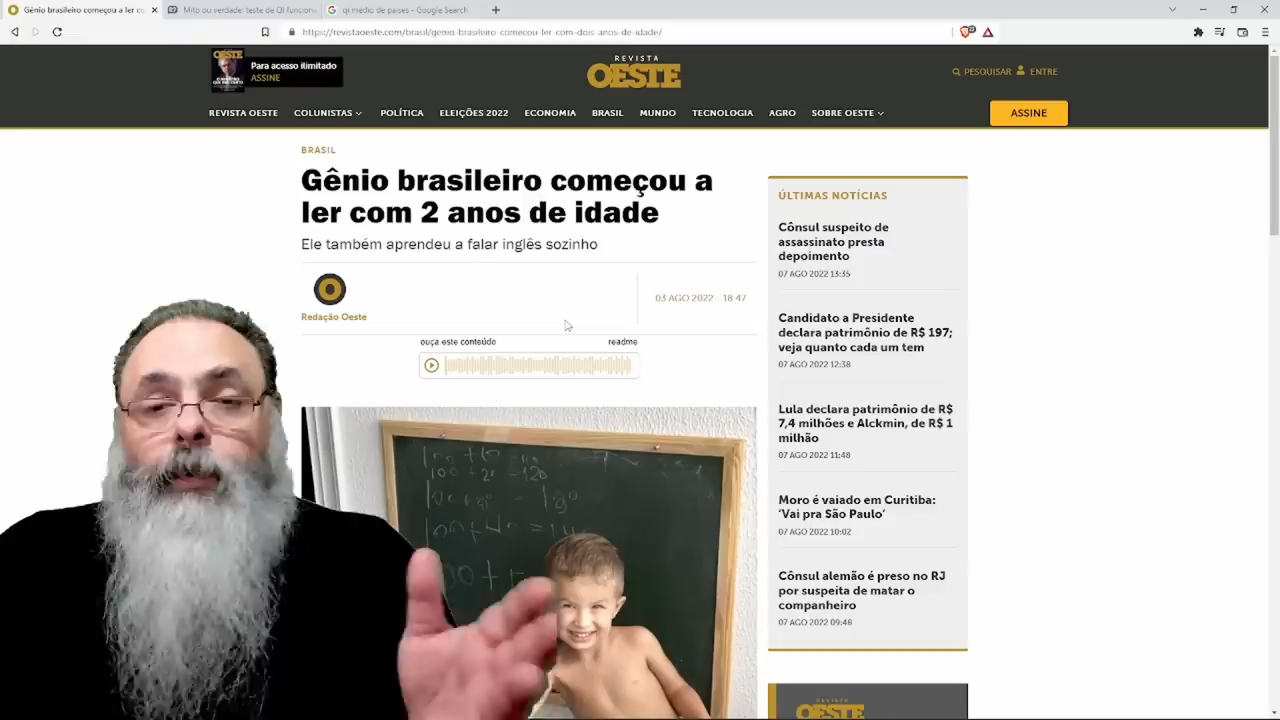 Gênio brasileiro começou a ler co
Mito ou verdade: teste de QI funcion
qi médio de paises - Google Search
https://revistaoeste.com/brasil/genio-brasileiro-comecou-ler-com-dois-anos-de-idade/
OESTE
Para acesso ilimitado
ASSINE
REVISTA
OESTE
PESQUISAR
ENTRE
REVISTA OESTE
COLUNISTAS
POLÍTICA
ELEIÇÕES 2022
ECONOMIA
BRASIL
MUNDO
TECNOLOGIA
AGRO
SOBRE OESTE
ASSINE
BRASIL
Gênio brasileiro começou a
ler com 2 anos de idade
Ele também aprendeu a falar inglês sozinho
Redação Oeste
03 AGO 2022 - 18:47
ouça este conteúdo
readme
ÚLTIMAS NOTÍCIAS
Cônsul suspeito de
assassinato presta
depoimento
07 AGO 2022 13:35
Candidato a Presidente
declara patrimônio de R$ 197;
veja quanto cada um tem
07 AGO 2022 12:38
Lula declara patrimônio de R$
7,4 milhões e Alckmin, de R$ 1
milhão
07 AGO 2022 11:48
Moro é vaiado em Curitiba:
‘Vai pra São Paulo’
07 AGO 2022 10:02
Cônsul alemão é preso no RJ
por suspeita de matar o
companheiro
07 AGO 2022 09:48
REVISTA
OESTE